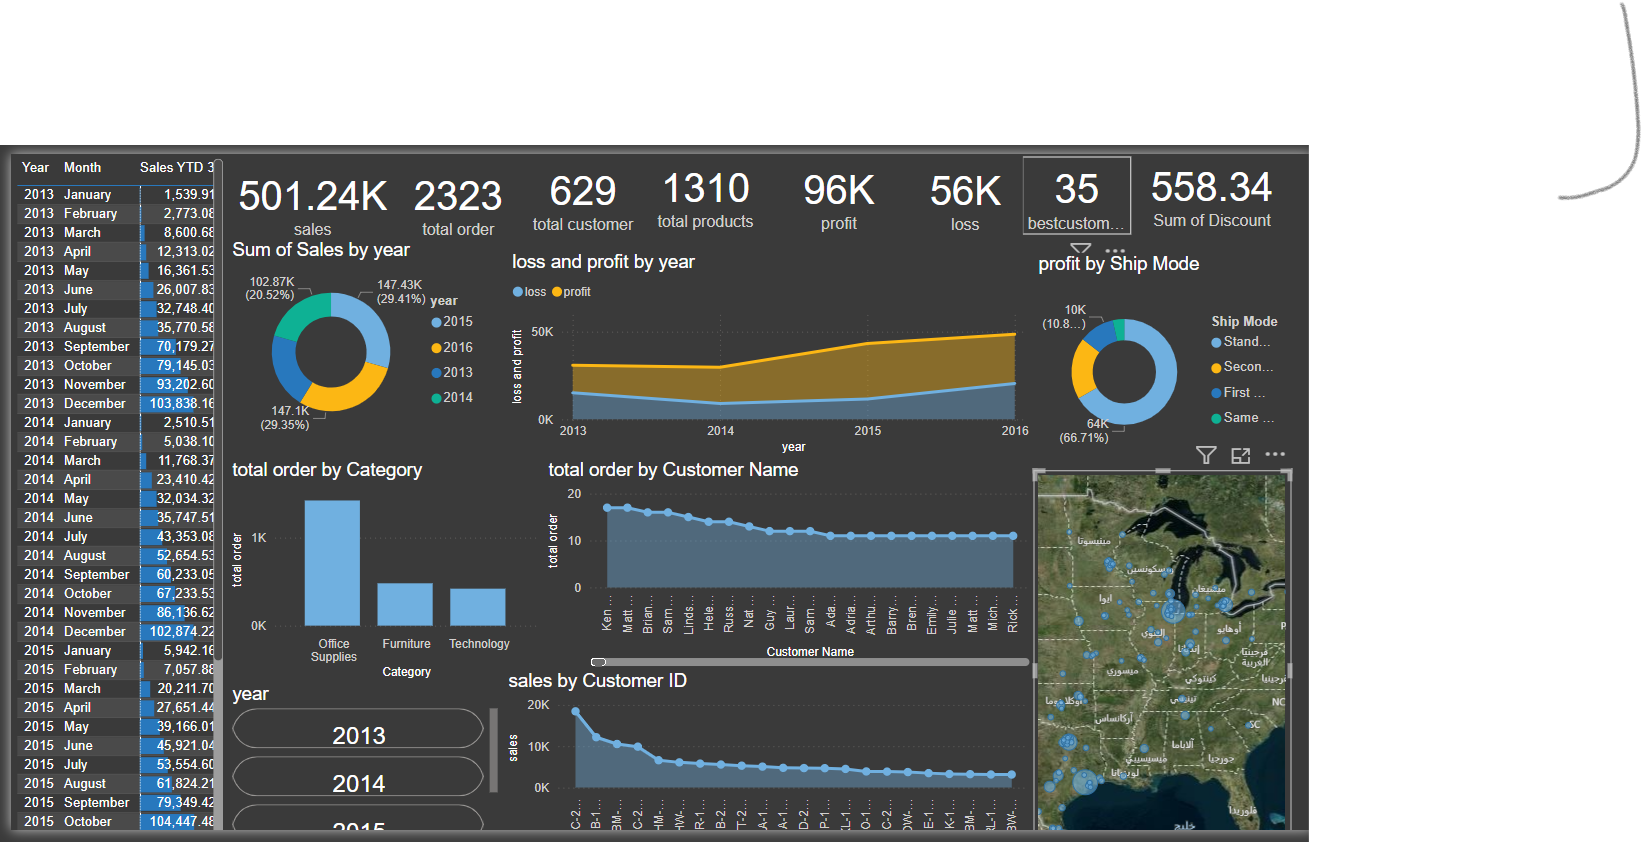 Year Month Sales YTD 3
2013 January 1,539.91
2013 February 2,773.08
2013 March 8,600.68
2013 April 12,313.02
2013 May 16,361.53
2013 June 26,007.83
2013 July 32,748.40
2013 August 35,770.58
2013 September 70,179.27
2013 October 79,145.03
2013 November 93,202.60
2013 December 103,838.16
2014 January 2,510.51
2014 February 5,038.10
2014 March 11,768.37
2014 April 23,410.42
2014 May 32,034.32
2014 June 35,747.51
2014 July 43,353.08
2014 August 52,654.53
2014 September 60,233.05
2014 October 67,233.53
2014 November 86,136.62
2014 December 102,874.22
2015 January 5,942.16
2015 February 7,057.88
2015 March 20,211.70
2015 April 27,651.44
2015 May 39,166.01
2015 June 45,921.04
2015 July 53,554.60
2015 August 61,824.21
2015 September 79,349.42
2015 October 104,447.48
501.24K
sales
2323
total order
629
total customer
1310
total products
96K
profit
56K
loss
35
bestcustom...
558.34
Sum of Discount
Sum of Sales by year
102.87K
(20.52%)
147.43K
(29.41%)
147.1K
(29.35%)
year
2015
2016
2013
2014
loss and profit by year
loss profit
loss and profit
50K
0K
2013 2014 2015 2016
year
profit by Ship Mode
10K
(10.8...)
64K
(66.71%)
Ship Mode
Stand...
Secon...
First ...
Same ...
total order by Category
total order
1K
0K
Office
Supplies
Furniture
Technology
Category
total order by Customer Name
total order
20
10
0
Ken ...
Matt ...
Brian...
Sam ...
Linds...
Hele...
Russ...
Nat ...
Guy ...
Laur...
Sam ...
Ada...
Adria...
Arthu...
Barry...
Bren...
Emily...
Julie ...
Matt ...
Mich...
Rick...
Customer Name
year
2013
2014
2015
sales by Customer ID
sales
20K
10K
0K
C-2...
B-1...
BM-...
C-2...
HM-...
HW-...
R-1...
B-2...
TT-2...
A-1...
A-1...
D-2...
P-1...
KL-1...
O-1...
C-2...
DW-...
E-1...
K-1...
BM-...
RL-1...
BW-...
مينيسوتا
ويسكونسين
ميشيغان
ايوا
إلينوي
إنديانا
أوهايو
فرجينيا
الغربية
فرجينيا
ميسوري
كنتوكي
أوكلاهوما
تينيسي
أركنساس
NC
SC
ألاباما
ميسيسيبي
جورجيا
لويزيانا
فلوريدا
خليج